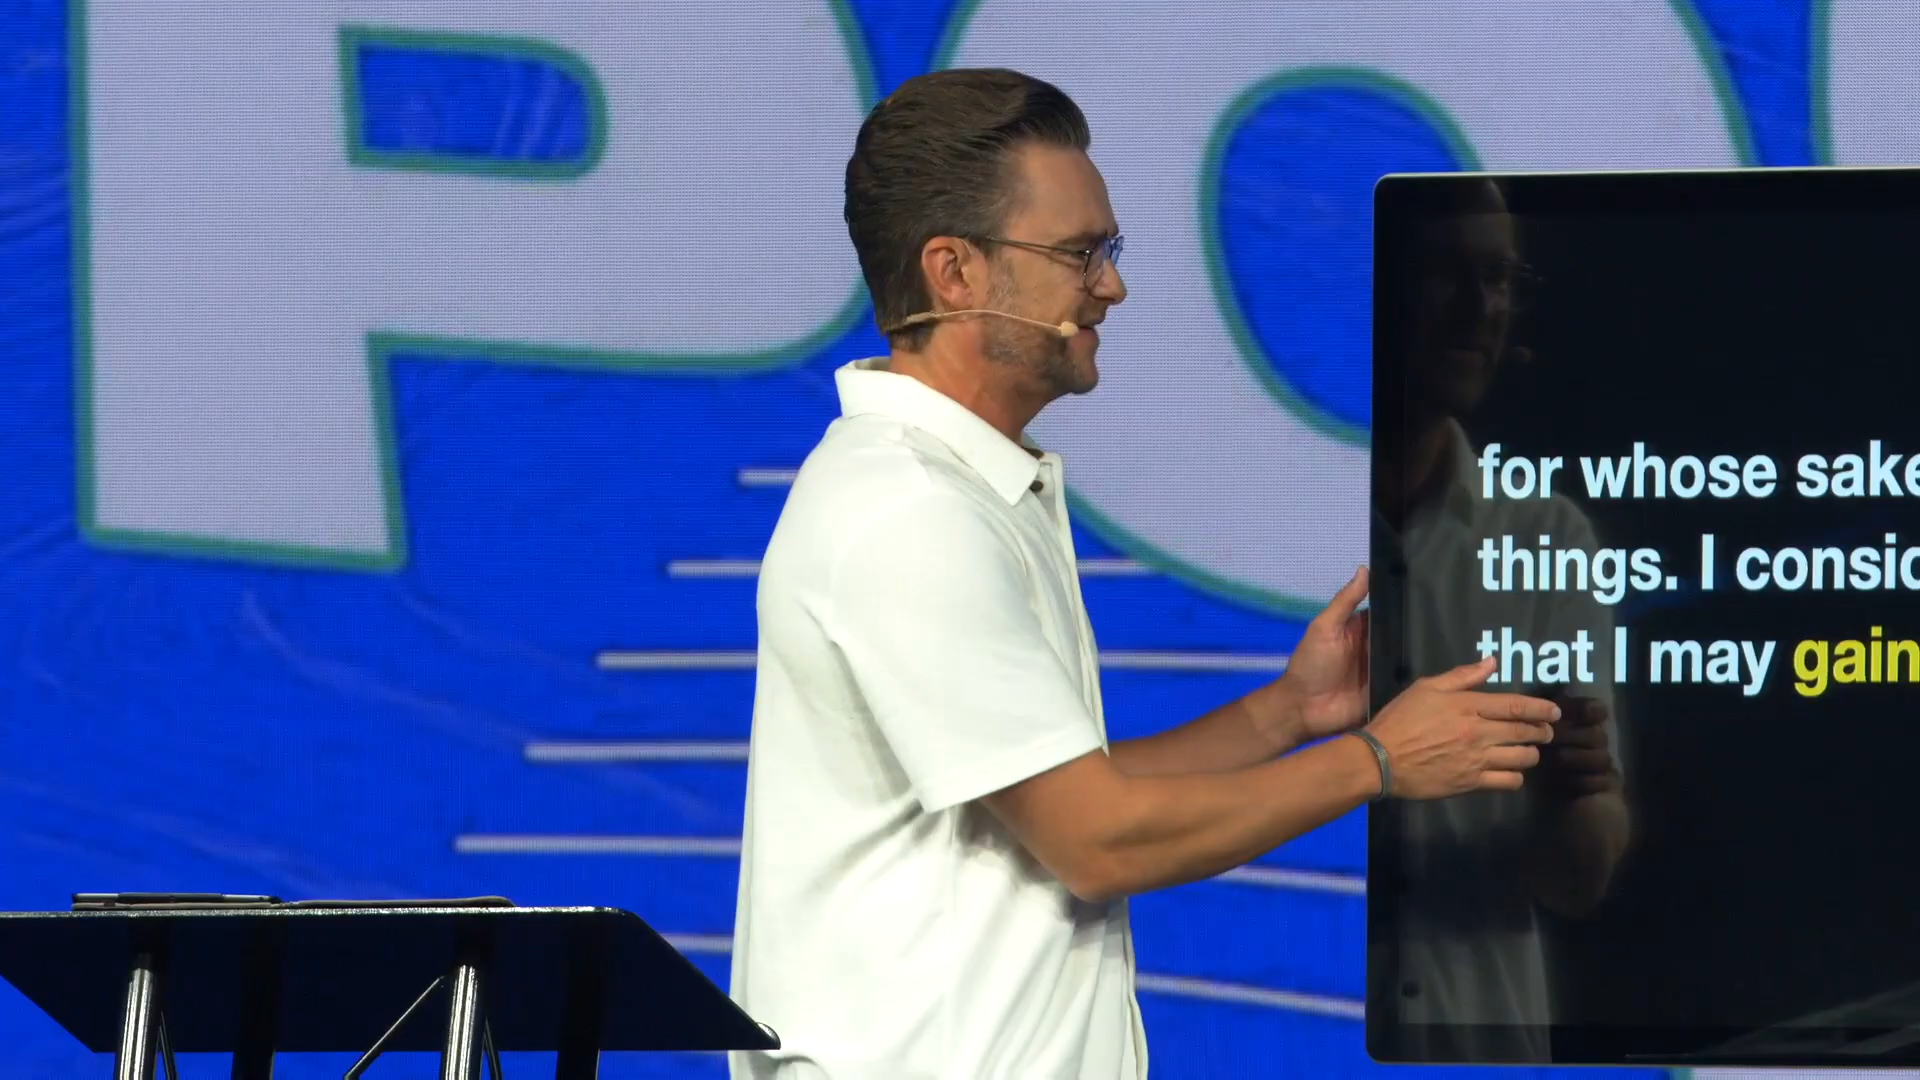 for whose sake
things. I consid
that I may gain